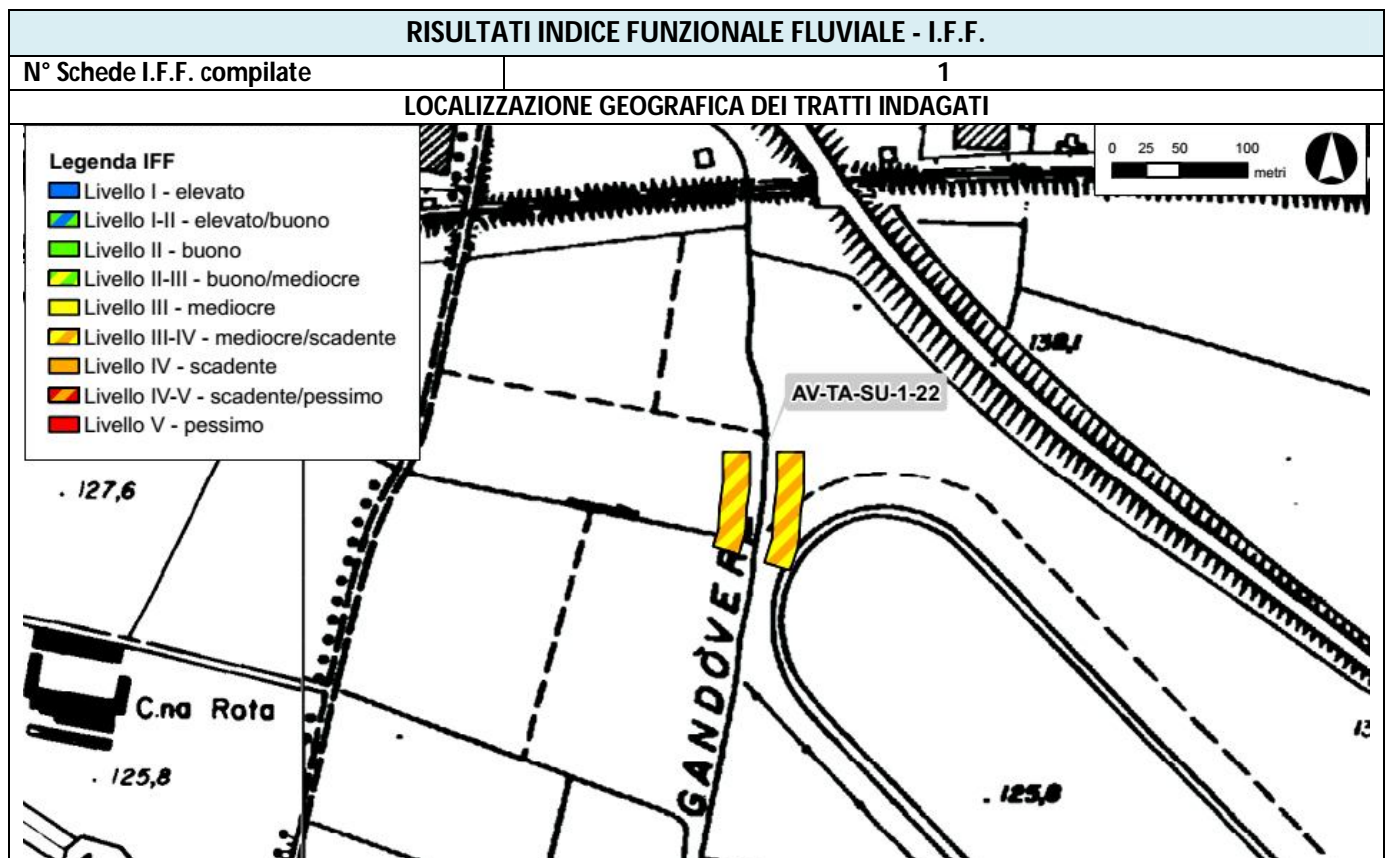 RISULTATI INDICE FUNZIONALE FLUVIALE - I.F.F.
N° Schede I.F.F. compilate 1
LOCALIZZAZIONE GEOGRAFICA DEI TRATTI INDAGATI
Legenda IFF
Livello I - elevato
Livello I-II - elevato/buono
Livello II - buono
Livello II-III - buono/mediocre
Livello III - mediocre
Livello III-IV - mediocre/scadente
Livello IV - scadente
Livello IV-V - scadente/pessimo
Livello V - pessimo
0 25 50 100
metri
138,1
AV-TA-SU-1-22
. 127,6
GANDOVER
C.na Rota
. 125,8
. 125,8